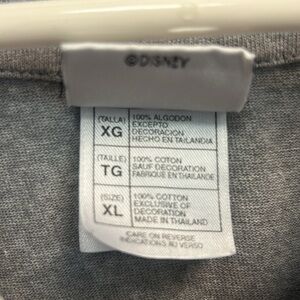 ©DISNEY
(TALLA) 100% ALGODON
XG EXCEPTO
DECORACION
HECHO EN TAILANDIA
(TAILLE) 100% COTON
TG SAUF DECORATION
FABRIQUE EN THAILANDE
(SIZE) 100% COTTON
XL EXCLUSIVE OF
DECORATION
MADE IN THAILAND
CARE ON REVERSE
INDICATIONS AU VERSO